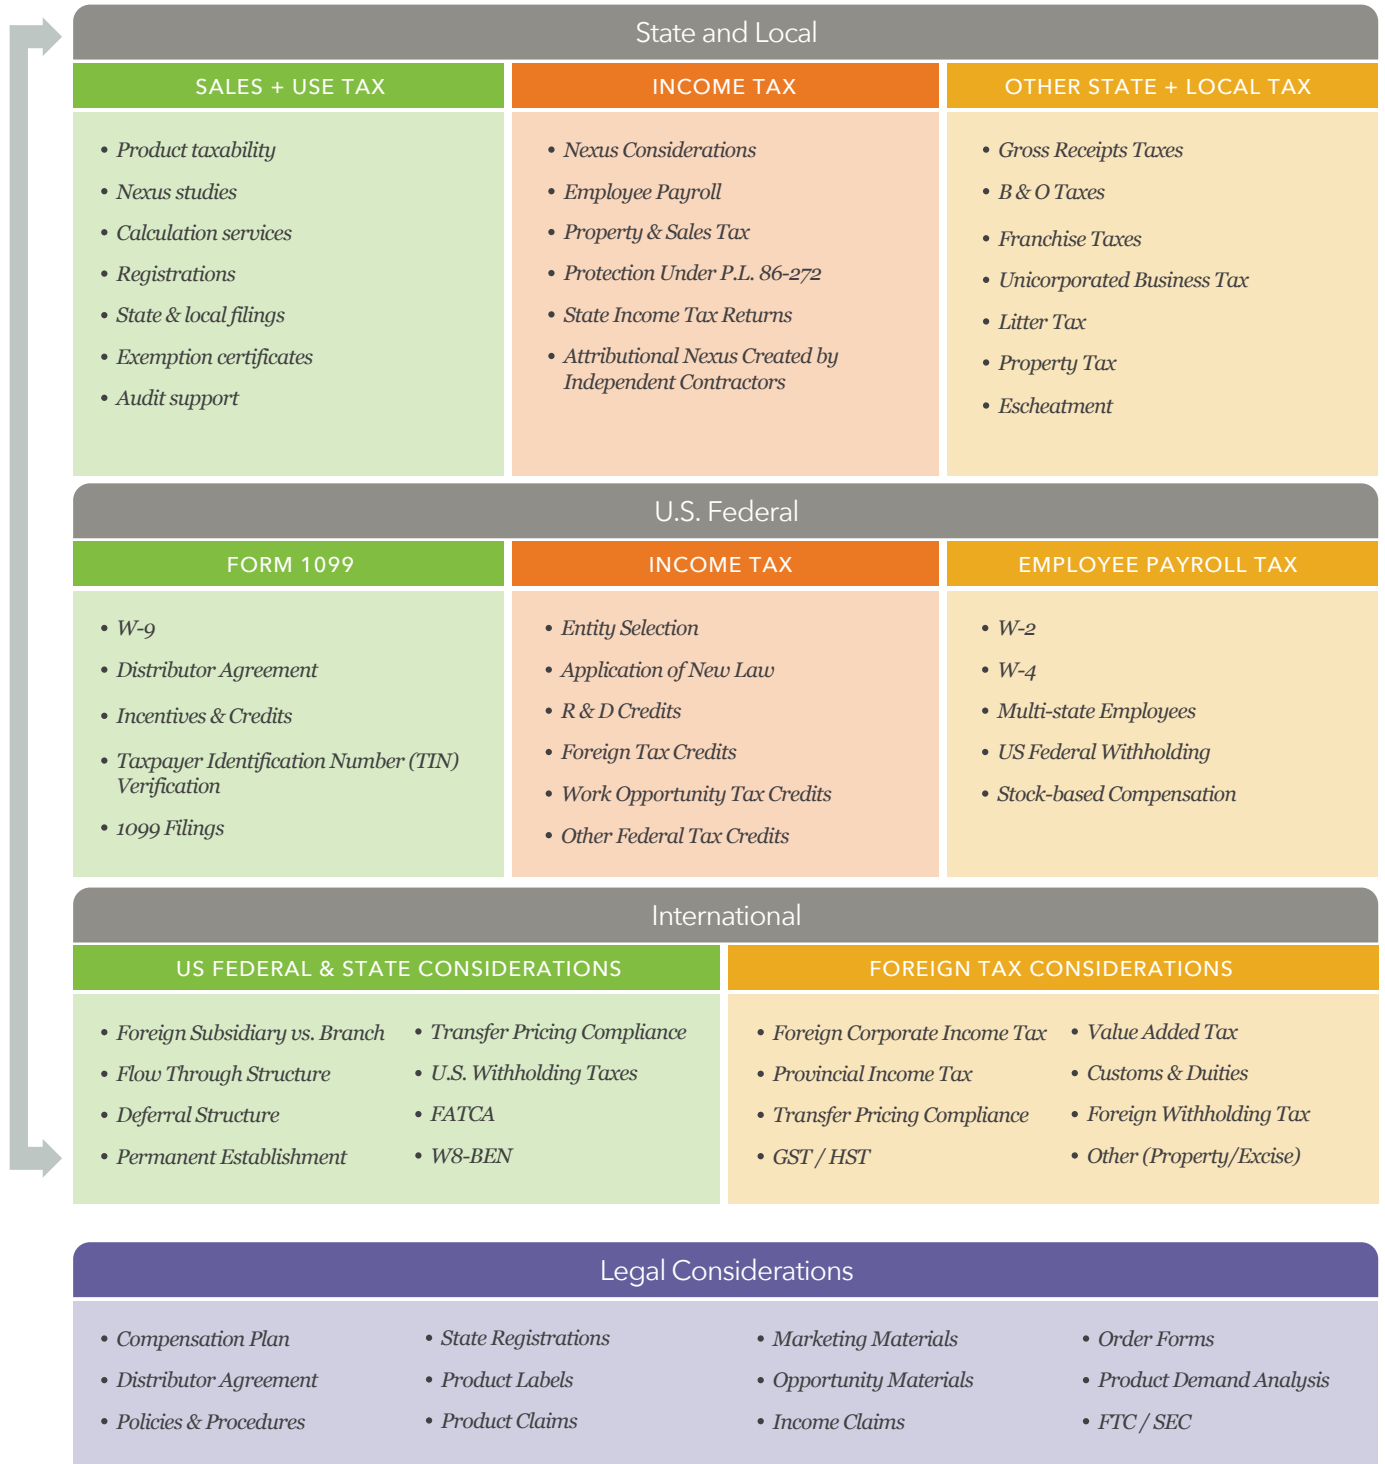 State and Local
SALES + USE TAX
• Product taxability
• Nexus studies
• Calculation services
• Registrations
• State & local filings
• Exemption certificates
• Audit support
INCOME TAX
• Nexus Considerations
• Employee Payroll
• Property & Sales Tax
• Protection Under P.L. 86-272
• State Income Tax Returns
• Attributional Nexus Created by
Independent Contractors
OTHER STATE + LOCAL TAX
• Gross Receipts Taxes
• B & O Taxes
• Franchise Taxes
• Unicorporated Business Tax
• Litter Tax
• Property Tax
• Escheatment
U.S. Federal
FORM 1099
• W-9
• Distributor Agreement
• Incentives & Credits
• Taxpayer Identification Number (TIN)
Verification
• 1099 Filings
INCOME TAX
• Entity Selection
• Application of New Law
• R & D Credits
• Foreign Tax Credits
• Work Opportunity Tax Credits
• Other Federal Tax Credits
EMPLOYEE PAYROLL TAX
• W-2
• W-4
• Multi-state Employees
• US Federal Withholding
• Stock-based Compensation
International
US FEDERAL & STATE CONSIDERATIONS
• Foreign Subsidiary vs. Branch
• Flow Through Structure
• Deferral Structure
• Permanent Establishment
• Transfer Pricing Compliance
• U.S. Withholding Taxes
• FATCA
• W8-BEN
FOREIGN TAX CONSIDERATIONS
• Foreign Corporate Income Tax
• Provincial Income Tax
• Transfer Pricing Compliance
• GST / HST
• Value Added Tax
• Customs & Duities
• Foreign Withholding Tax
• Other (Property/Excise)
Legal Considerations
• Compensation Plan
• Distributor Agreement
• Policies & Procedures
• State Registrations
• Product Labels
• Product Claims
• Marketing Materials
• Opportunity Materials
• Income Claims
• Order Forms
• Product Demand Analysis
• FTC / SEC